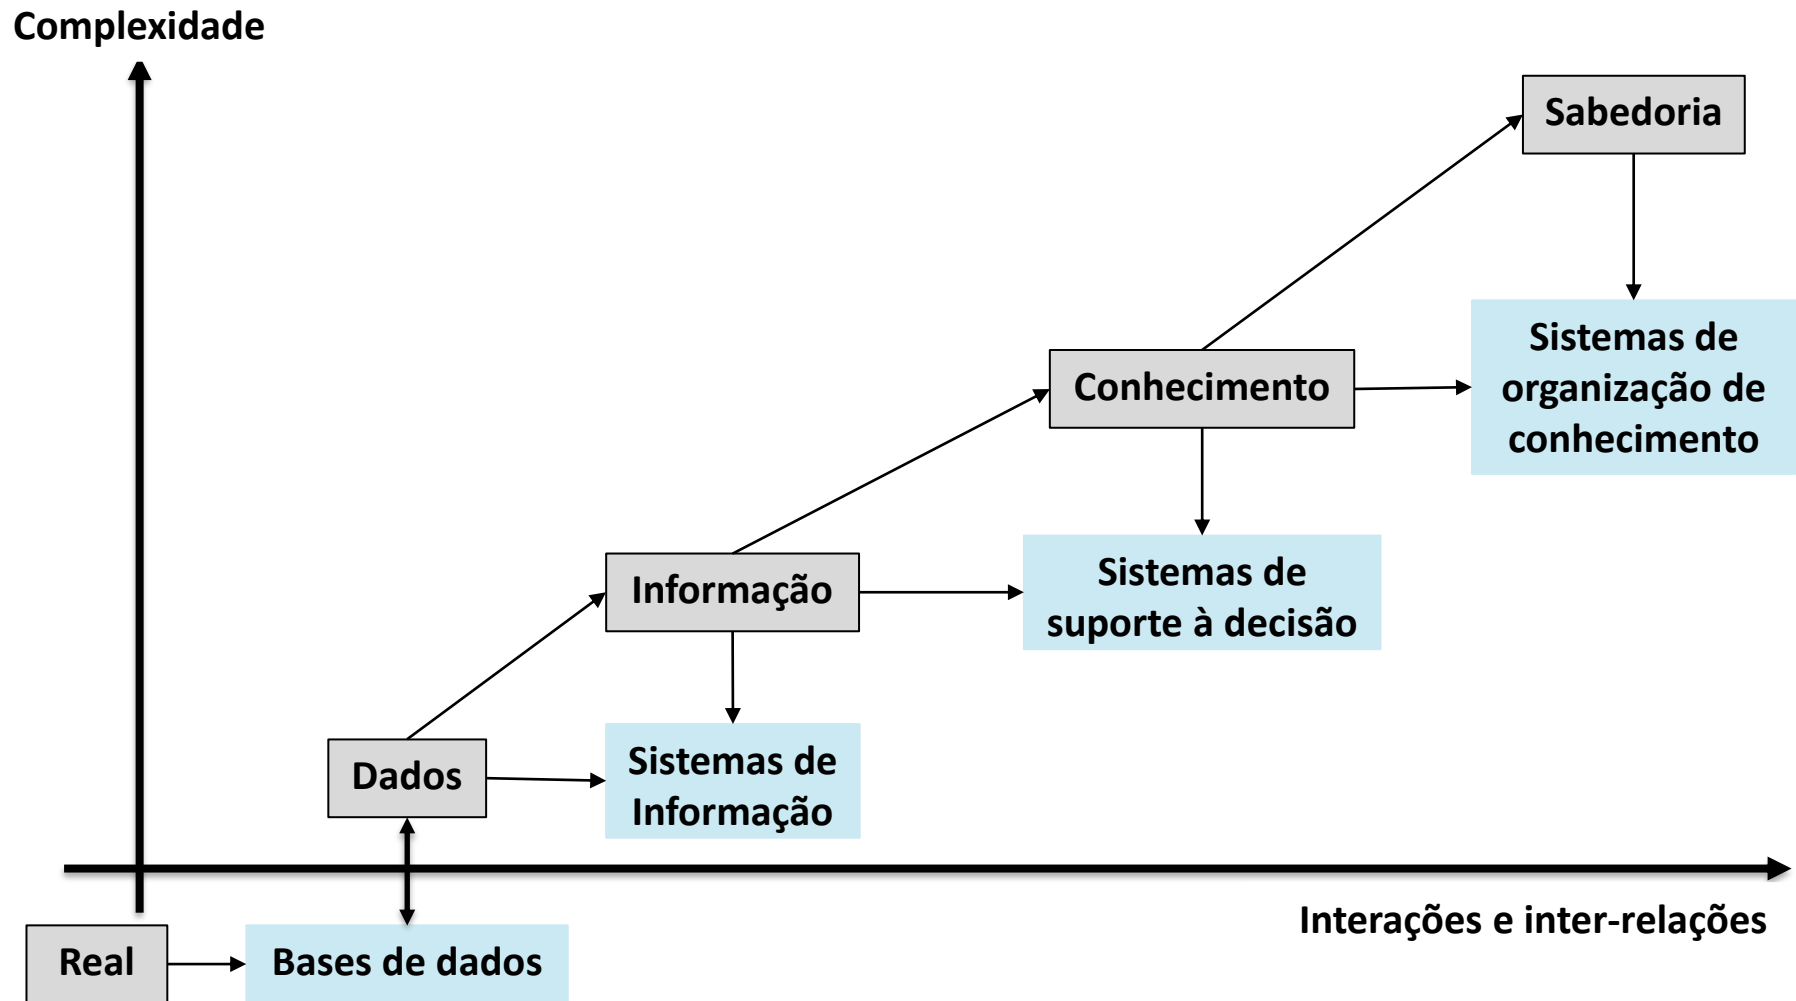 Complexidade
Sabedoria
Sistemas de
organização de
conhecimento
Conhecimento
Sistemas de
suporte à decisão
Informação
Sistemas de
Informação
Dados
Interações e inter-relações
Real
Bases de dados